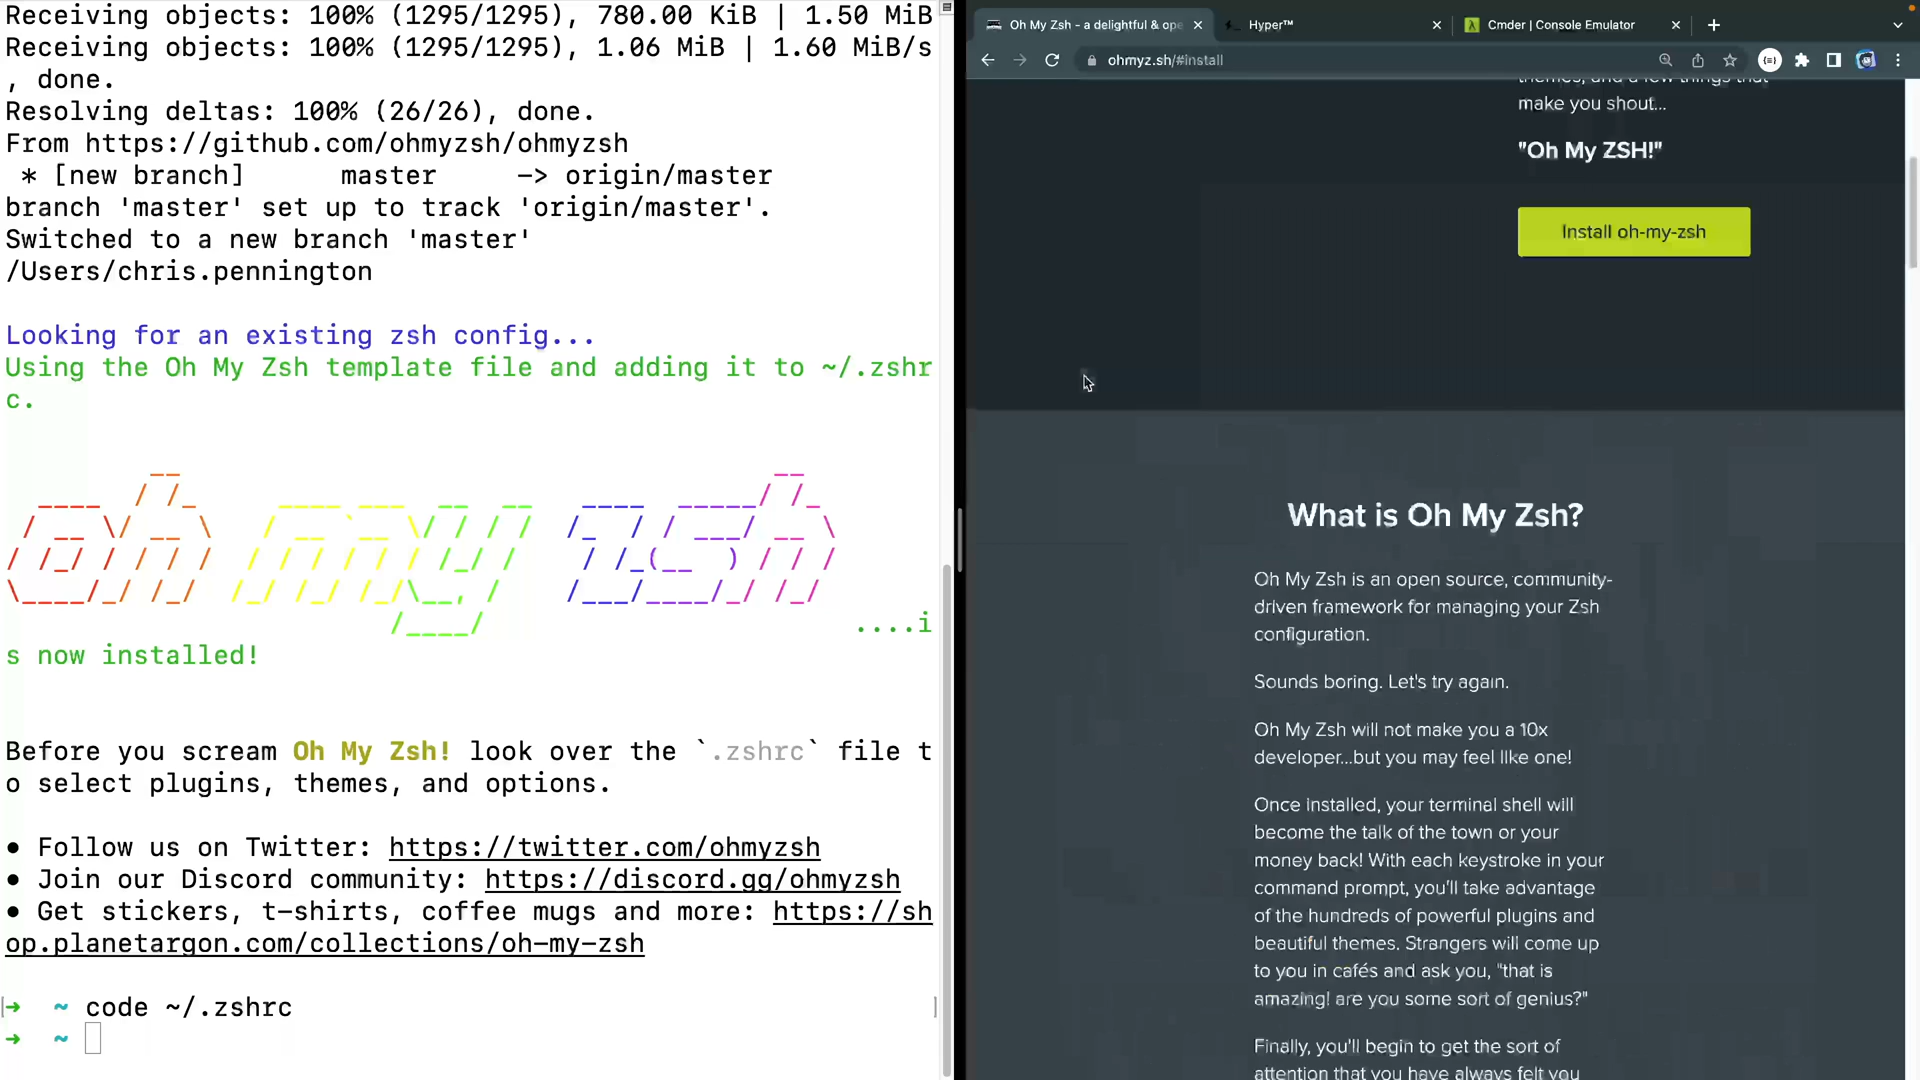 Receiving objects: 100% (1295/1295), 780.00 KiB | 1.50 MiB
Receiving objects: 100% (1295/1295), 1.06 MiB | 1.60 MiB/s
, done.
Resolving deltas: 100% (26/26), done.
From https://github.com/ohmyzsh/ohmyzsh
* [new branch]      master     -> origin/master
branch 'master' set up to track 'origin/master'.
Switched to a new branch 'master'
/Users/chris.pennington
Looking for an existing zsh config...
Using the Oh My Zsh template file and adding it to ~/.zshr
c.
oh my zsh
....i
s now installed!
Before you scream Oh My Zsh! look over the `.zshrc` file t
o select plugins, themes, and options.
• Follow us on Twitter: https://twitter.com/ohmyzsh
• Join our Discord community: https://discord.gg/ohmyzsh
• Get stickers, t-shirts, coffee mugs and more: https://sh
op.planetargon.com/collections/oh-my-zsh
➜ ~ code ~/.zshrc
➜ ~
Oh My Zsh - a delightful & ope
Hyper™
Cmder | Console Emulator
ohmyz.sh/#install
themes, and a few things that
make you shout...
"Oh My ZSH!"
Install oh-my-zsh
What is Oh My Zsh?
Oh My Zsh is an open source, community-
driven framework for managing your Zsh
configuration.
Sounds boring. Let's try again.
Oh My Zsh will not make you a 10x
developer...but you may feel like one!
Once installed, your terminal shell will
become the talk of the town or your
money back! With each keystroke in your
command prompt, you'll take advantage
of the hundreds of powerful plugins and
beautiful themes. Strangers will come up
to you in cafés and ask you, "that is
amazing! are you some sort of genius?"
Finally, you'll begin to get the sort of
attention that you have always felt you